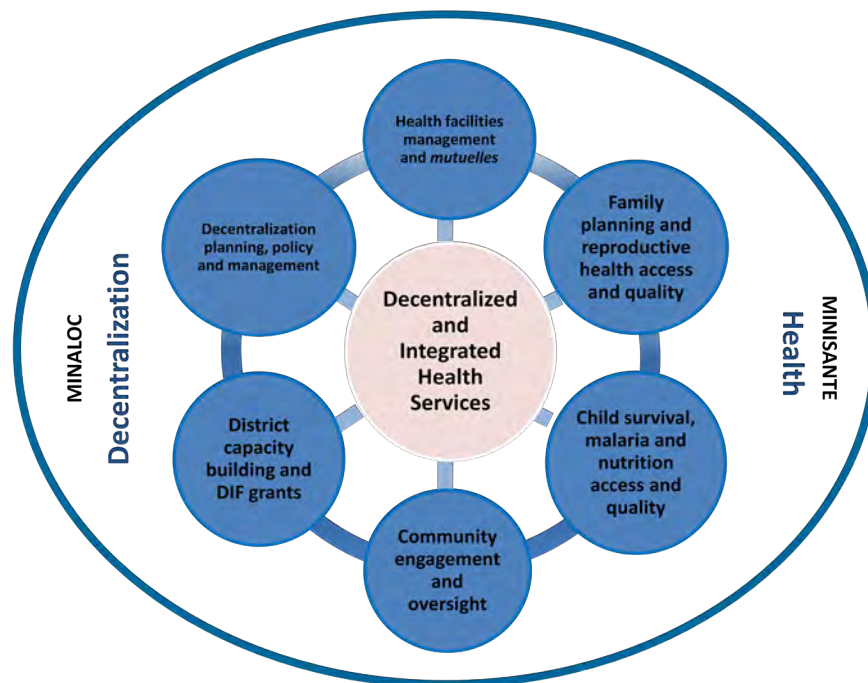 Health facilities
management
and mutuelles
Decentralization
planning, policy
and management
Family
planning and
reproductive
health access
and quality
MINALOC
Decentralization
Decentralized
and
Integrated
Health
Services
Health
MINISANTE
District
capacity
building and
DIF grants
Child survival,
malaria and
nutrition
access and
quality
Community
engagement
and
oversight